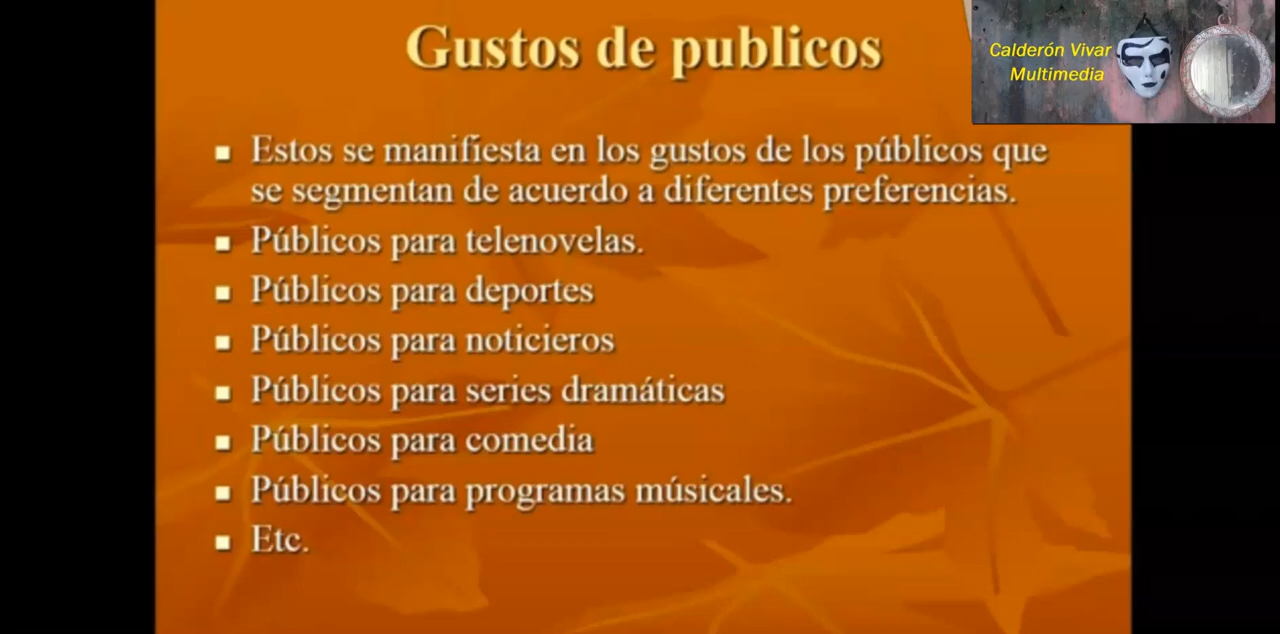 Gustos de publicos
Calderón Vivar
Multimedia
Estos se manifiesta en los gustos de los públicos que
se segmentan de acuerdo a diferentes preferencias.
Públicos para telenovelas.
Públicos para deportes
Públicos para noticieros
Públicos para series dramáticas
Públicos para comedia
Públicos para programas músicales.
Etc.